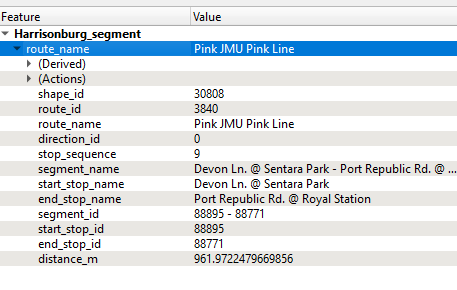 Feature Value
Harrisonburg_segment
route_name Pink JMU Pink Line
(Derived)
(Actions)
shape_id 30808
route_id 3840
route_name Pink JMU Pink Line
direction_id 0
stop_sequence 9
segment_name Devon Ln. @ Sentara Park - Port Republic Rd. @ ...
start_stop_name Devon Ln. @ Sentara Park
end_stop_name Port Republic Rd. @ Royal Station
segment_id 88895 - 88771
start_stop_id 88895
end_stop_id 88771
distance_m 961.9722479669856